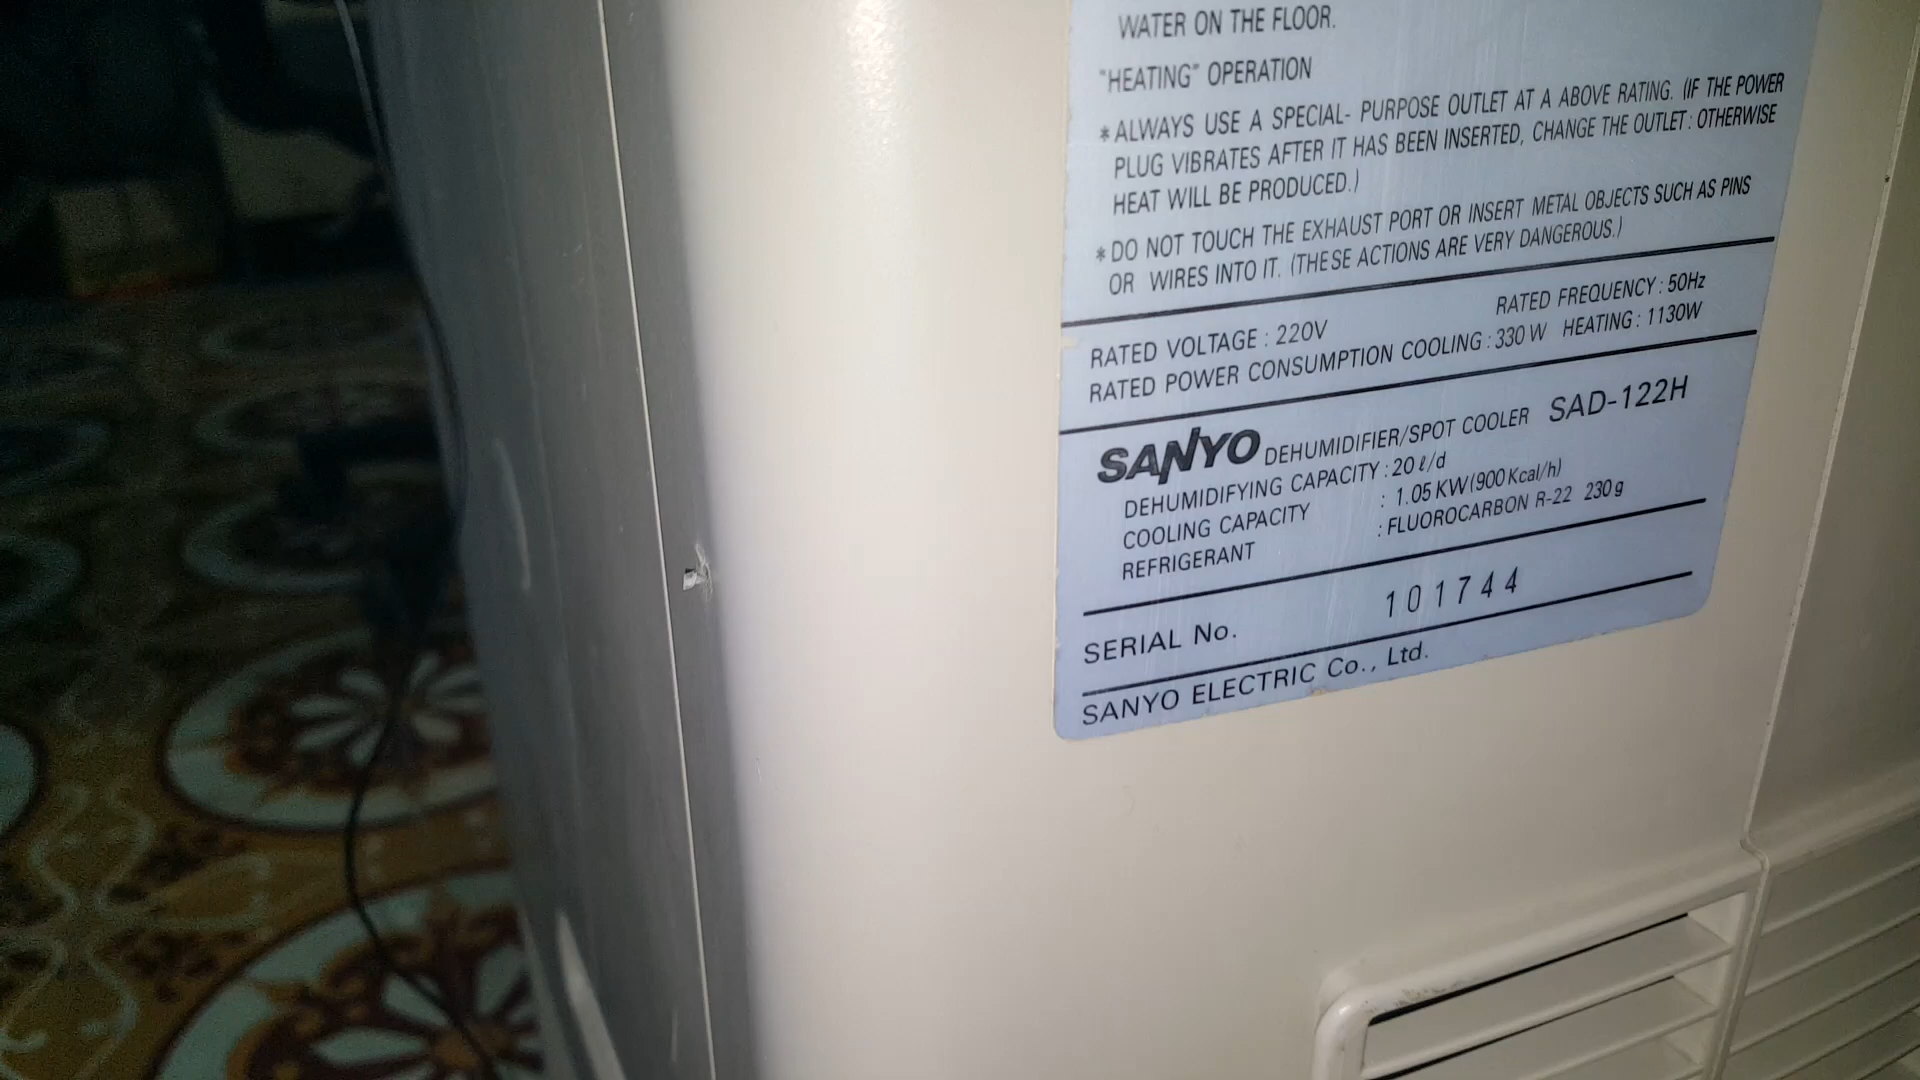 WATER ON THE FLOOR.
"HEATING" OPERATION
* ALWAYS USE A SPECIAL- PURPOSE OUTLET AT A ABOVE RATING. (IF THE POWER
PLUG VIBRATES AFTER IT HAS BEEN INSERTED, CHANGE THE OUTLET : OTHERWISE
HEAT WILL BE PRODUCED.)
* DO NOT TOUCH THE EXHAUST PORT OR INSERT METAL OBJECTS SUCH AS PINS
OR WIRES INTO IT. (THESE ACTIONS ARE VERY DANGEROUS.)
RATED VOLTAGE : 220V RATED FREQUENCY : 50Hz
RATED POWER CONSUMPTION COOLING : 330 W HEATING : 1130W
SANYO DEHUMIDIFIER/SPOT COOLER SAD-122H
DEHUMIDIFYING CAPACITY : 20 ℓ/d
COOLING CAPACITY : 1.05 KW (900 Kcal/h)
REFRIGERANT : FLUOROCARBON R-22 230 g
SERIAL No. 101744
SANYO ELECTRIC Co., Ltd.